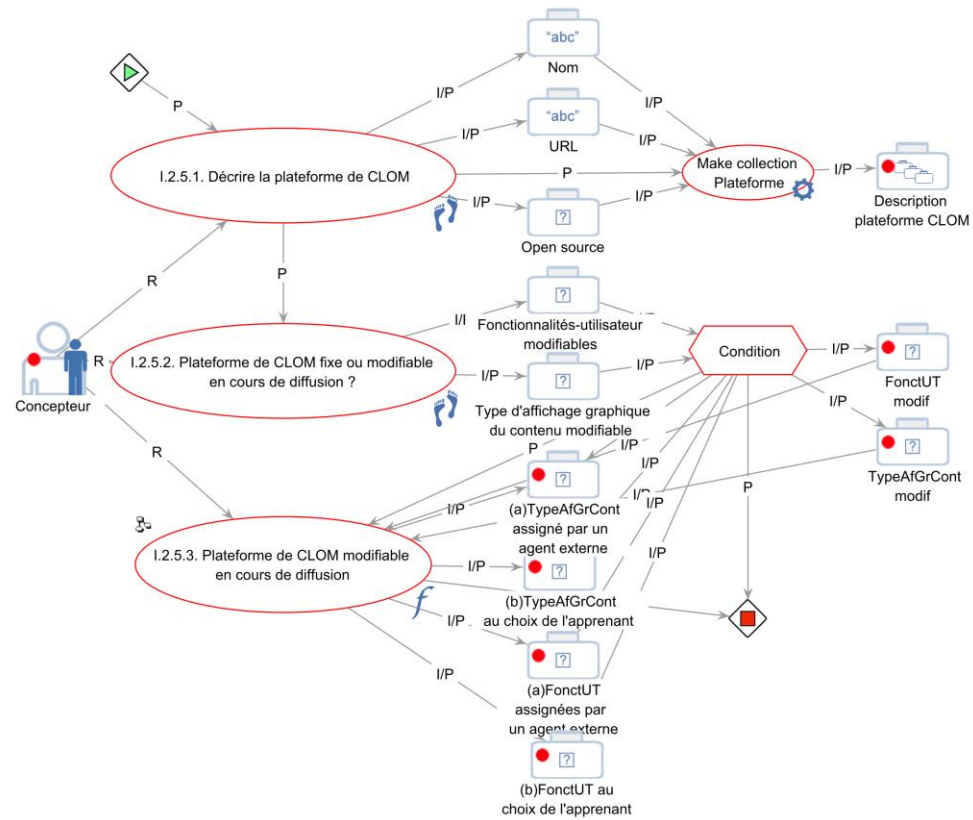 "abc"
Nom
P
I/P
I/P
"abc"
I/P
URL
I/P
I.2.5.1. Décrire la plateforme de CLOM
P
Make collection
Plateforme
I/P
I/P
I/P
Description
plateforme CLOM
Open source
R
P
Fonctionnalités-utilisateur
modifiables
R
I.2.5.2. Plateforme de CLOM fixe ou modifiable
en cours de diffusion ?
I/P
I/P
Condition
I/P
Concepteur
FonctUT
modif
Type d'affichage graphique
du contenu modifiable
I/P
P
I/P
I/P
R
TypeAfGrCont
modif
I/P
I/P
I/P
P
(a)TypeAfGrCont
assigné par un
agent externe
I.2.5.3. Plateforme de CLOM modifiable
en cours de diffusion
I/P
I/P
(b)TypeAfGrCont
au choix de l'apprenant
I/P
I/P
I/P
(a)FonctUT
assignées par
un agent externe
(b)FonctUT au
choix de l'apprenant